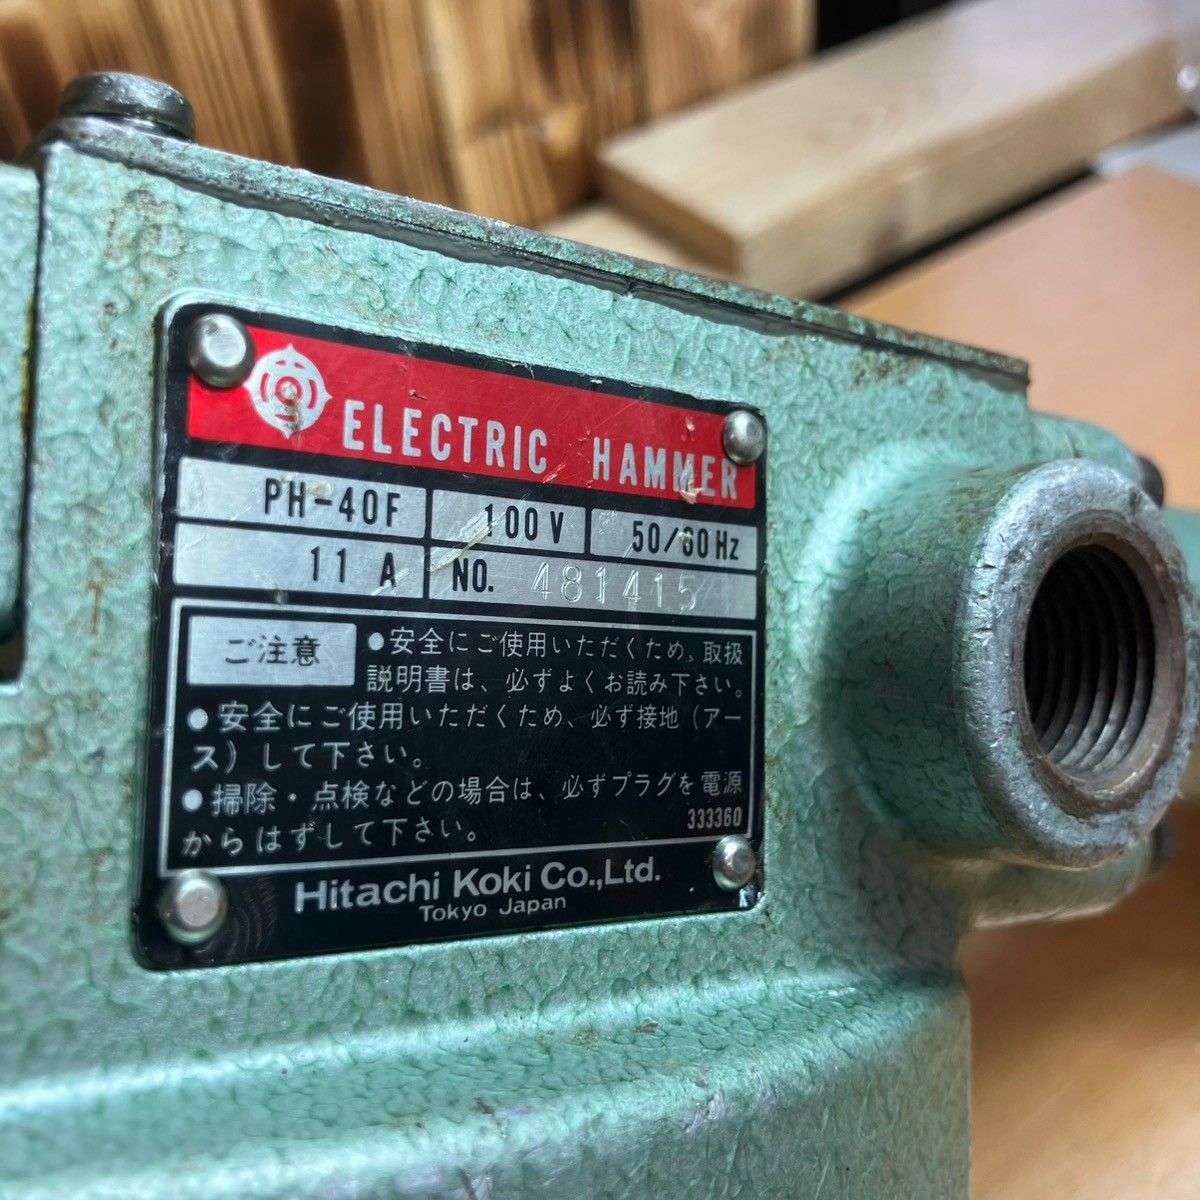 ELECTRIC HAMMER
PH-40F 100V 50/60Hz
11 A NO. 481415
ご注意 ●安全にご使用いただくため、取扱
説明書は、必ずよくお読み下さい。
●安全にご使用いただくため、必ず接地(アー
ス)して下さい。
●掃除・点検などの場合は、必ずプラグを電源
からはずして下さい。 333360
Hitachi Koki Co.,Ltd.
Tokyo Japan